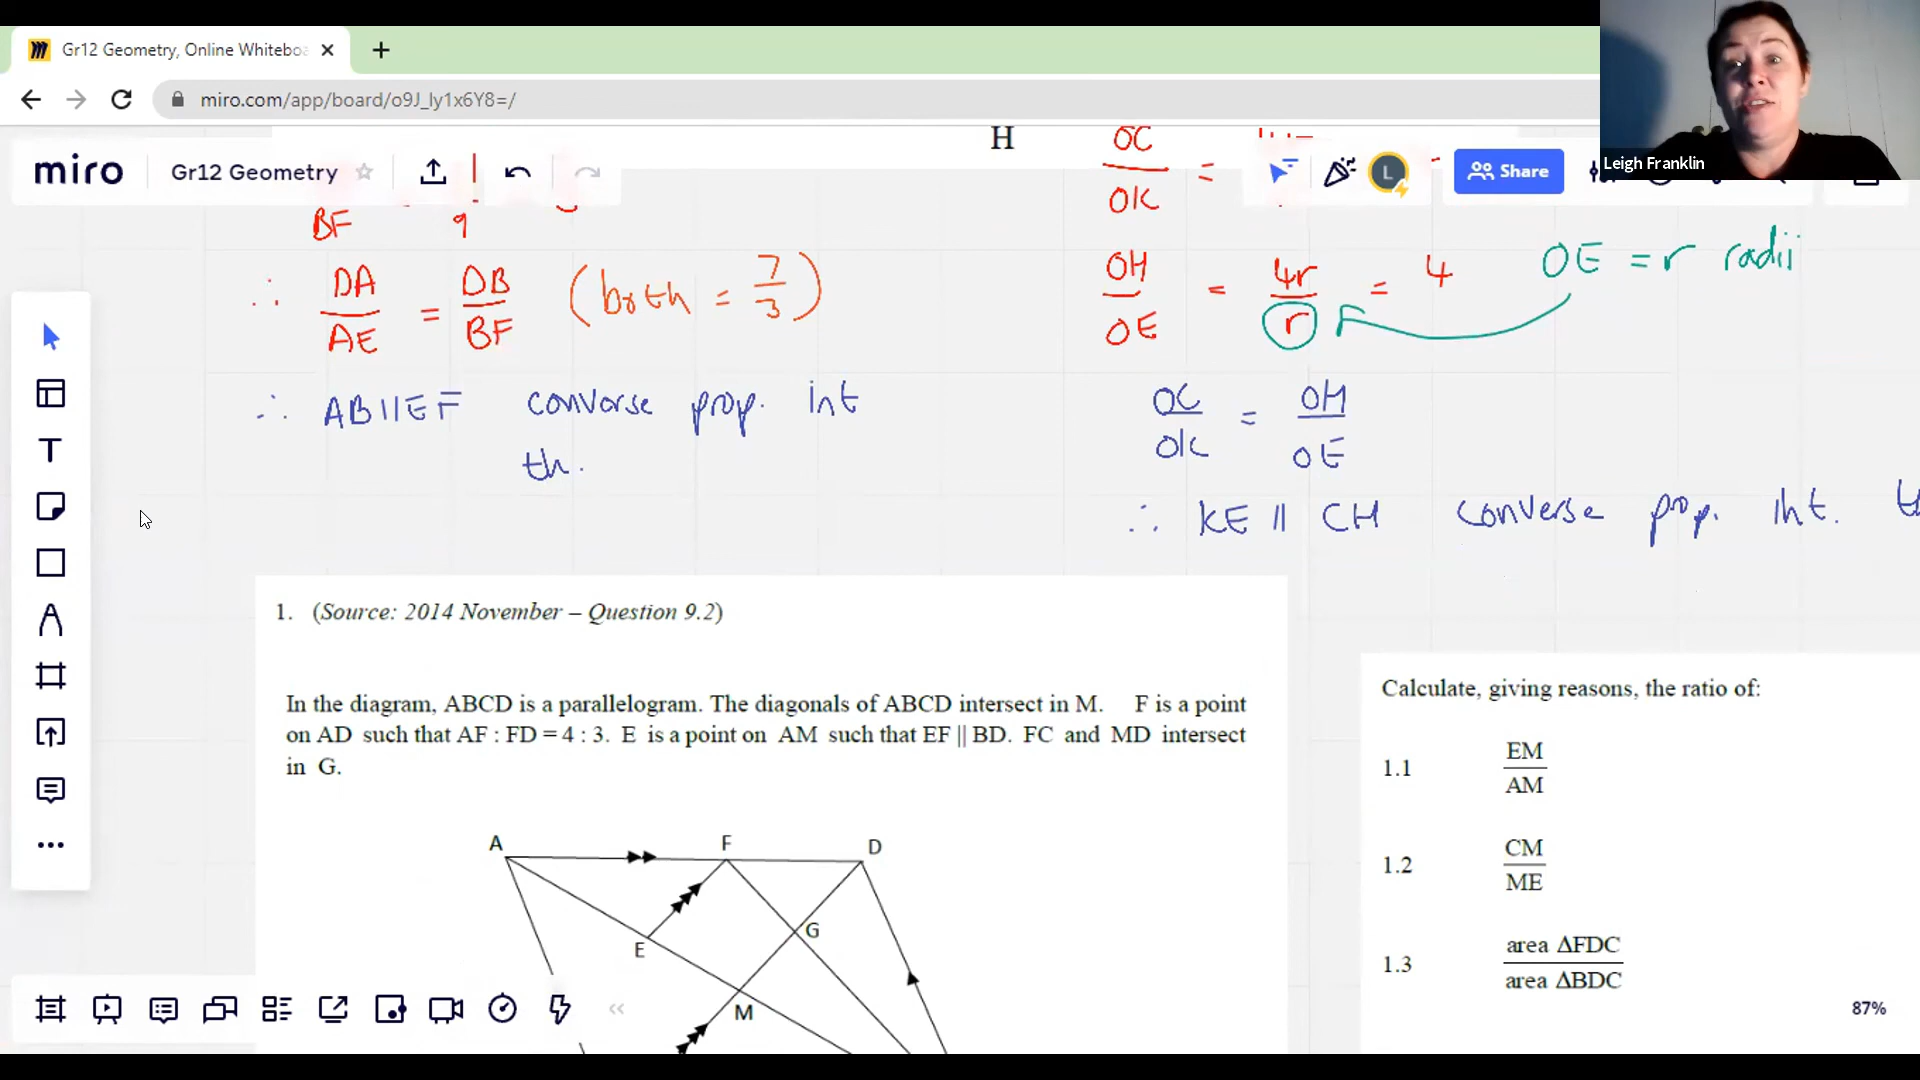 Gr12 Geometry, Online Whiteboa
miro.com/app/board/o9J_ly1x6Y8=/
Leigh Franklin
miro
Gr12 Geometry
L
Share
H
BF
9
∴ DA/AE = DB/BF (both = 7/3)
∴ AB||EF converse prop. int
th.
OC/OK =
OH/OE = 4r/r = 4
OE = r radii
OC/OK = OH/OE
∴ KE || CH converse prop. int.
1. (Source: 2014 November – Question 9.2)
In the diagram, ABCD is a parallelogram. The diagonals of ABCD intersect in M. F is a point
on AD such that AF : FD = 4 : 3. E is a point on AM such that EF || BD. FC and MD intersect
in G.
A
F
D
E
G
M
Calculate, giving reasons, the ratio of:
1.1 EM/AM
1.2 CM/ME
1.3 area ΔFDC/area ΔBDC
87%